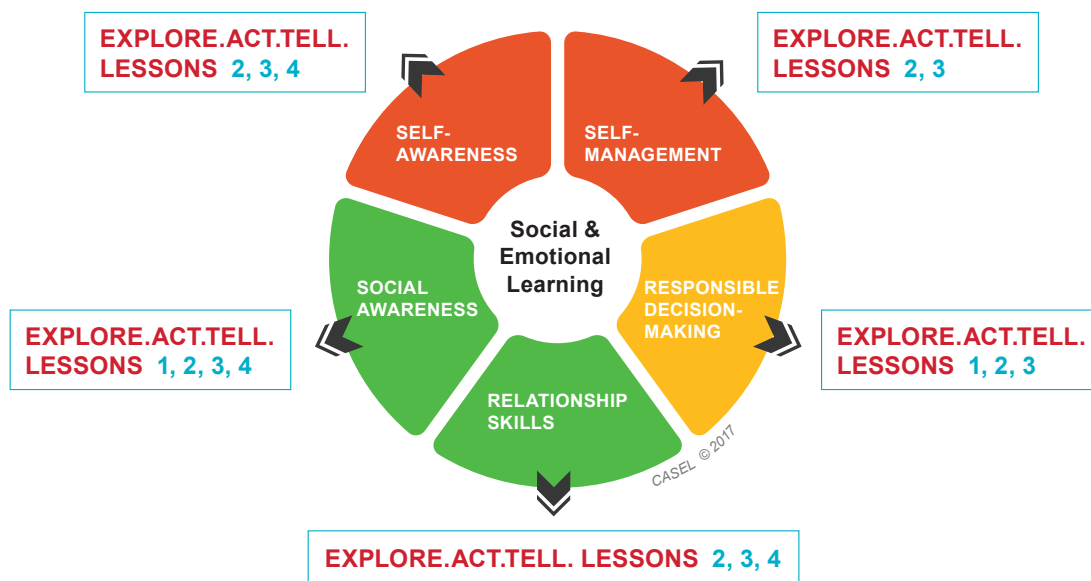 EXPLORE.ACT.TELL.
LESSONS 2, 3, 4
EXPLORE.ACT.TELL.
LESSONS 2, 3
SELF-
AWARENESS
SELF-
MANAGEMENT
Social &
Emotional
Learning
SOCIAL
AWARENESS
RESPONSIBLE
DECISION-
MAKING
EXPLORE.ACT.TELL.
LESSONS 1, 2, 3, 4
EXPLORE.ACT.TELL.
LESSONS 1, 2, 3
RELATIONSHIP
SKILLS
CASEL © 2017
EXPLORE.ACT.TELL. LESSONS 2, 3, 4